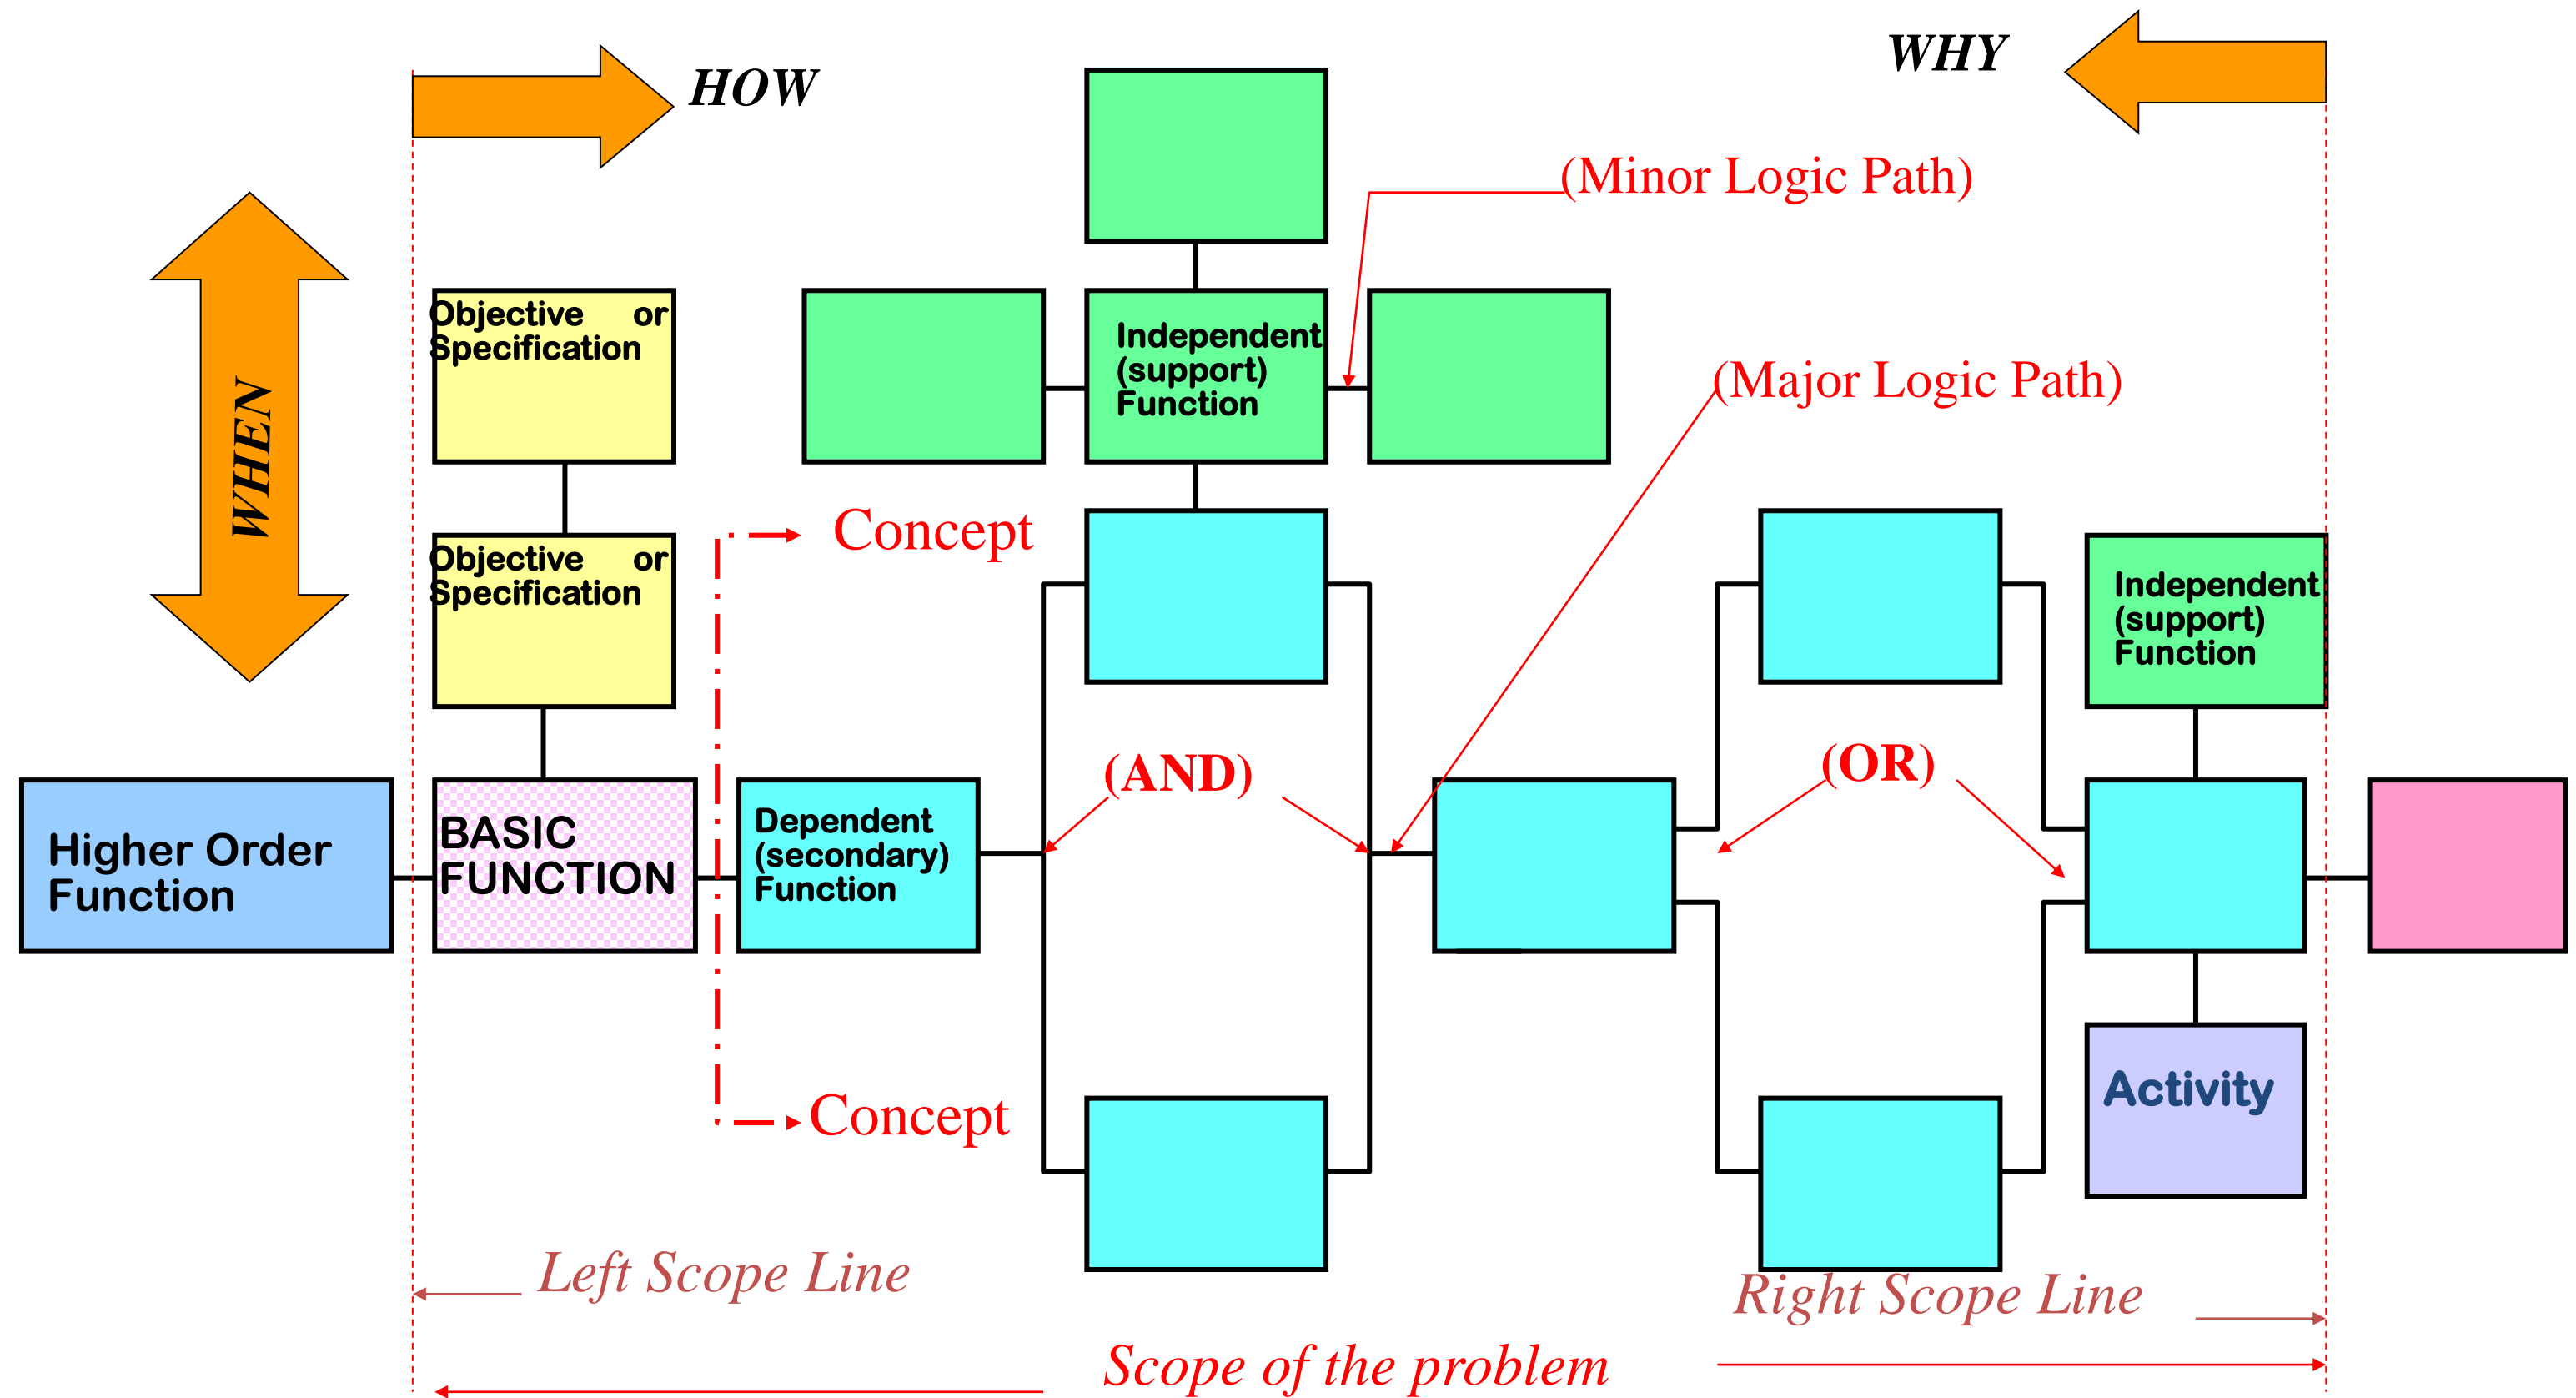 HOW
WHY
(Minor Logic Path)
Objective or
Specification
Independent
(support)
Function
(Major Logic Path)
WHEN
Concept
Objective or
Specification
Independent
(support)
Function
(AND)
(OR)
Higher Order
Function
BASIC
FUNCTION
Dependent
(secondary)
Function
Activity
Concept
Left Scope Line
Right Scope Line
Scope of the problem